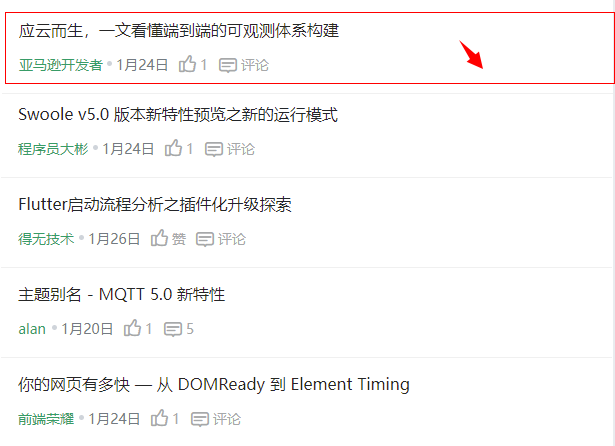 应云而生，一文看懂端到端的可观测体系构建
亚马逊开发者 • 1月24日 1 评论
Swoole v5.0 版本新特性预览之新的运行模式
程序员大彬 • 1月24日 1 评论
Flutter启动流程分析之插件化升级探索
得无技术 • 1月26日 赞 评论
主题别名 - MQTT 5.0 新特性
alan • 1月20日 1 5
你的网页有多快 — 从 DOMReady 到 Element Timing
前端荣耀 • 1月24日 1 评论